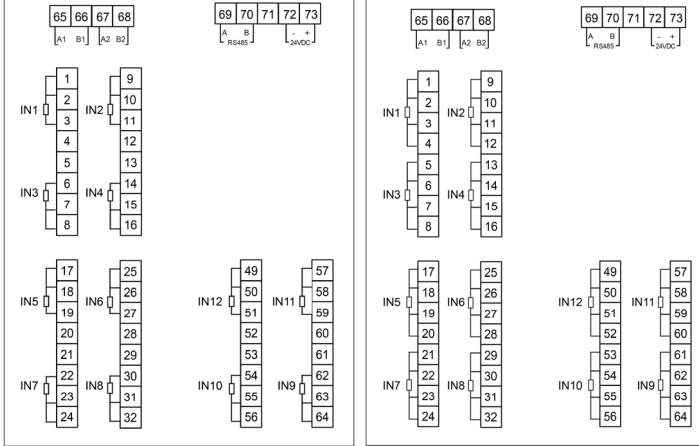 65 66 67 68
A1 B1 A2 B2
69 70 71 72 73
A B - +
RS485 24VDC
1 9
2 10
IN1 3 IN2 11
4 12
5 13
IN3 6 IN4 14
7 15
8 16
17 25
18 26
IN5 19 IN6 27
20 28
21 29
22 30
IN7 23 IN8 31
24 32
49 57
50 58
IN12 51 IN11 59
52 60
53 61
54 62
IN10 55 IN9 63
56 64
65 66 67 68
A1 B1 A2 B2
69 70 71 72 73
A B - +
RS485 24VDC
1 9
2 10
IN1 3 IN2 11
4 12
5 13
6 14
IN3 7 IN4 15
8 16
17 25
18 26
IN5 19 IN6 27
20 28
21 29
22 30
IN7 23 IN8 31
24 32
49 57
50 58
IN12 51 IN11 59
52 60
53 61
54 62
IN10 55 IN9 63
56 64